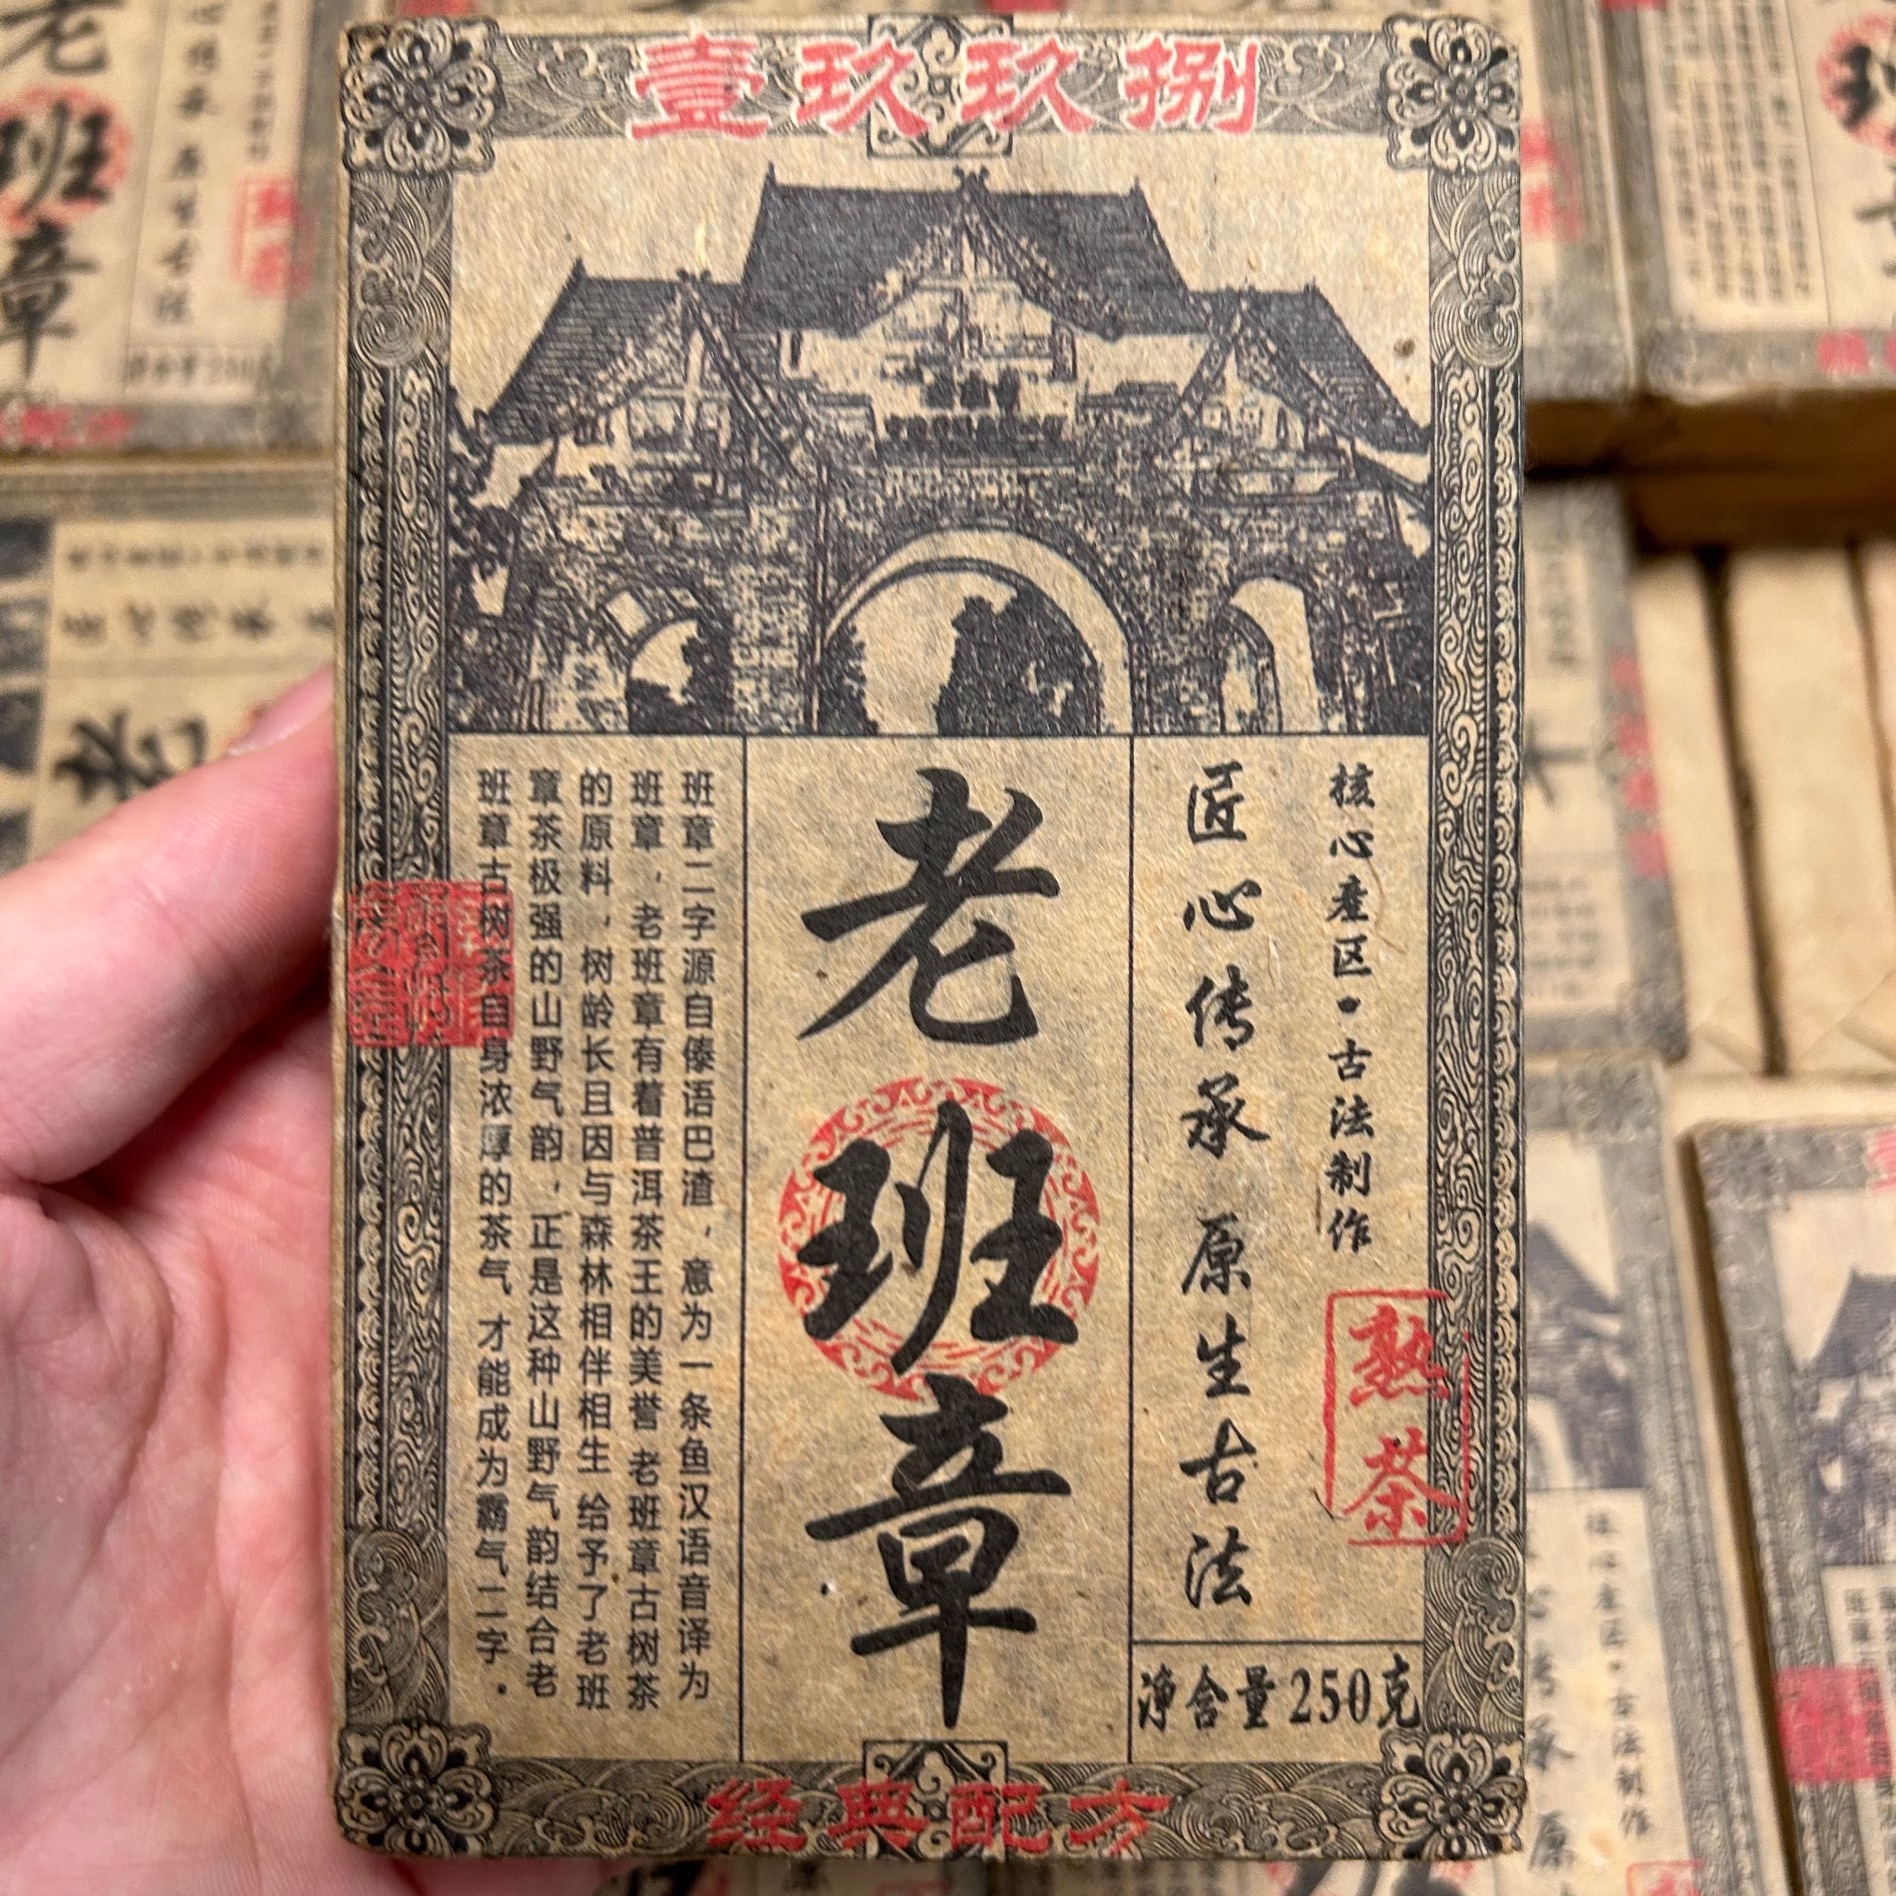 壹玖玖捌
核心产区·古法制作
匠心传承 原生古法
熟茶
净含量250克
老班章
班章二字源自傣语巴渣，意为一条鱼汉语音译为
班章，老班章有着普洱茶王的美誉 老班章古树茶
的原料，树龄长且因与森林相伴相生 给予了老班
章茶极强的山野气韵，正是这种山野气韵结合老
班章古树茶自身浓厚的茶气 才能成为霸气二字。
经典配方